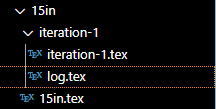 15in
iteration-1
TEX iteration-1.tex
TEX log.tex
TEX 15in.tex